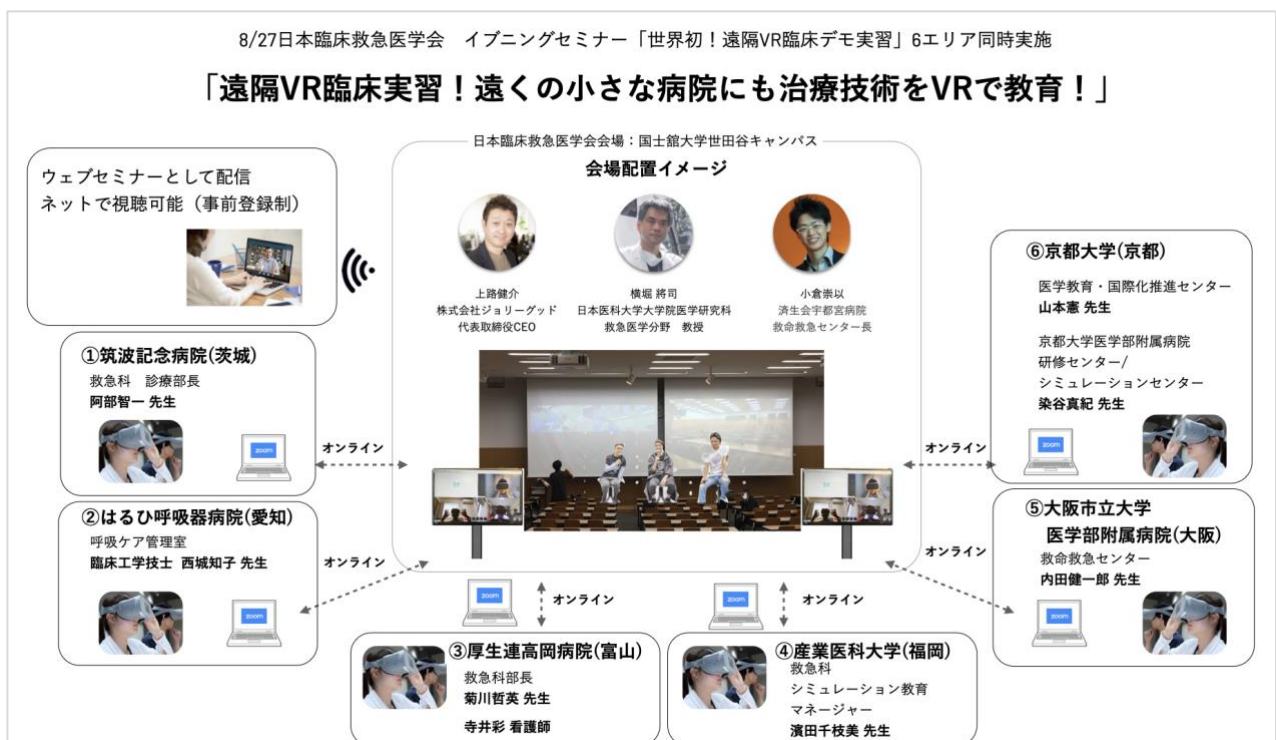 8/27日本臨床救急医学会　イブニングセミナー「世界初！遠隔VR臨床デモ実習」6エリア同時実施
「遠隔VR臨床実習！遠くの小さな病院にも治療技術をVRで教育！」
日本臨床救急医学会会場：国士舘大学世田谷キャンパス
会場配置イメージ
ウェブセミナーとして配信
ネットで視聴可能（事前登録制）
上路健介
株式会社ジョリーグッド
代表取締役CEO
横堀 將司
日本医科大学大学院医学研究科
救急医学分野　教授
小倉崇以
済生会宇都宮病院
救命救急センター長
①筑波記念病院(茨城)
救急科　診療部長
阿部智一 先生
zoom
オンライン
②はるひ呼吸器病院(愛知)
呼吸ケア管理室
臨床工学技士 西城知子 先生
zoom
オンライン
zoom
オンライン
③厚生連高岡病院(富山)
救急科部長
菊川哲英 先生
寺井彩 看護師
zoom
オンライン
④産業医科大学(福岡)
救急科
シミュレーション教育
マネージャー
濱田千枝美 先生
⑤大阪市立大学
医学部附属病院(大阪)
救命救急センター
内田健一郎 先生
zoom
オンライン
⑥京都大学(京都)
医学教育・国際化推進センター
山本憲 先生
京都大学医学部附属病院
研修センター/
シミュレーションセンター
染谷真紀 先生
zoom
オンライン